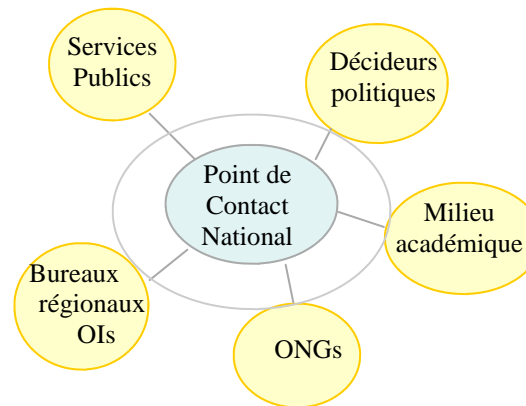 Services
Publics
Décideurs
politiques
Point de
Contact
National
Milieu
académique
Bureaux
régionaux
OIs
ONGs